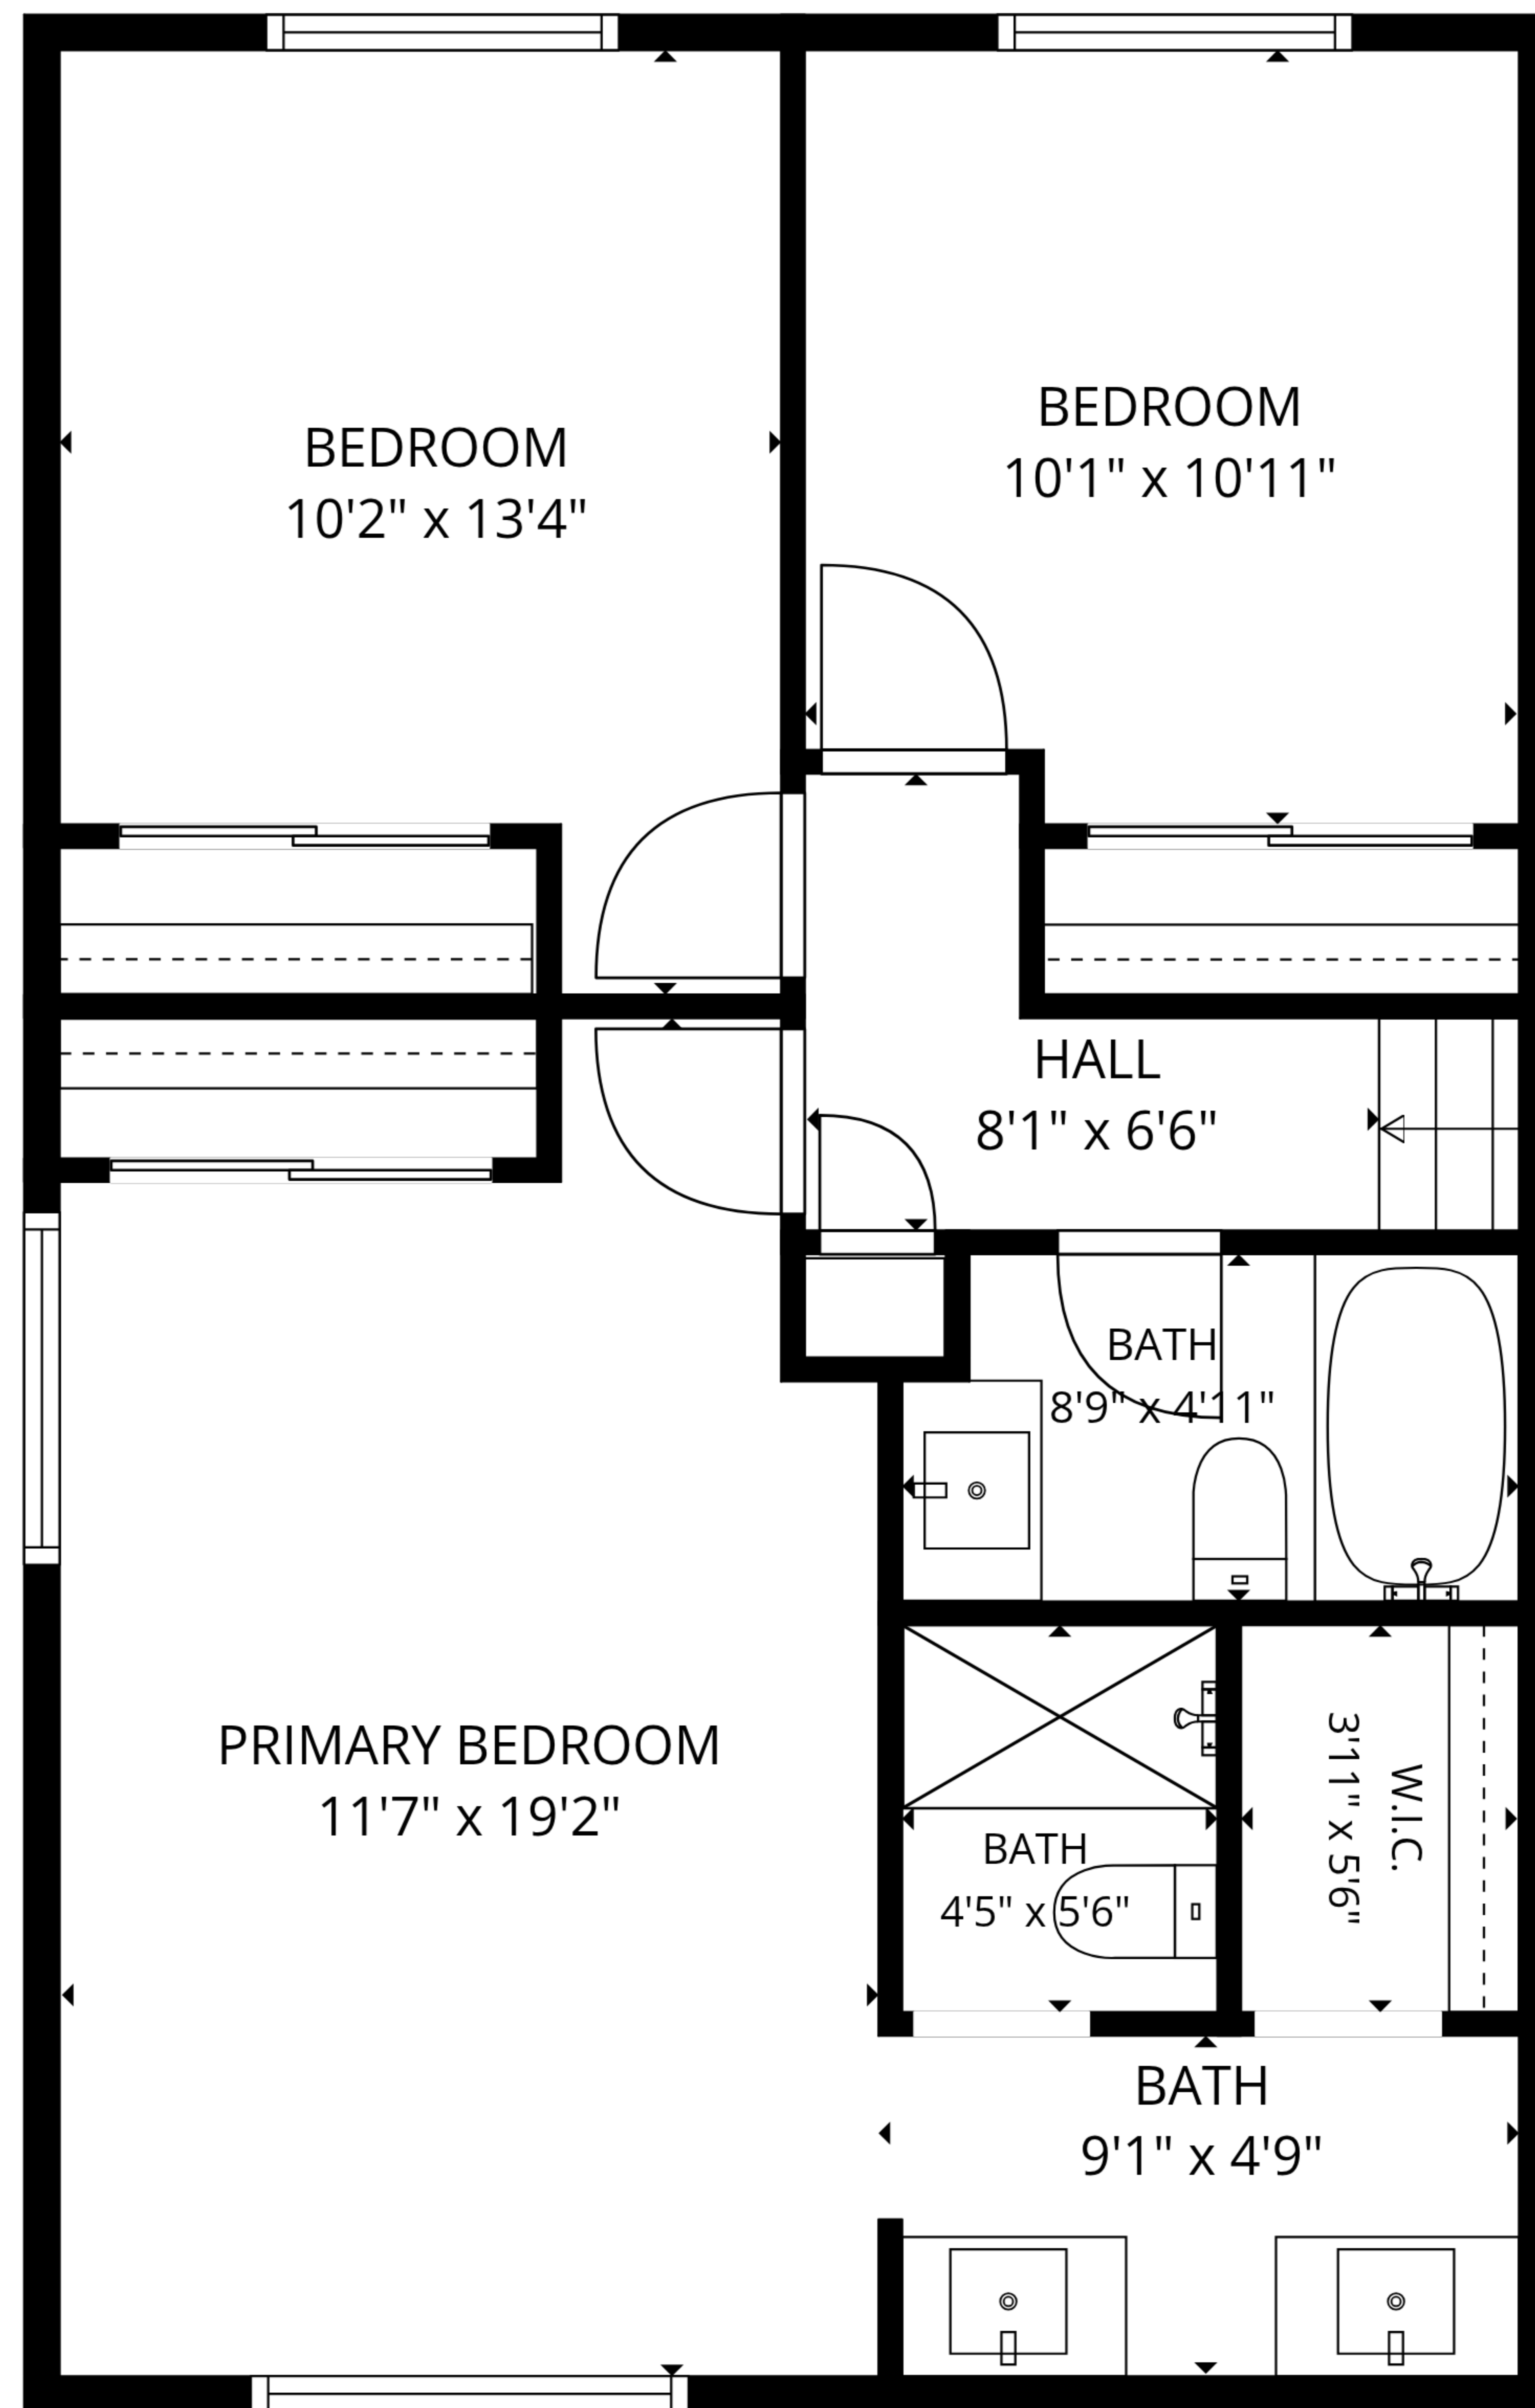 BEDROOM
10'2" x 13'4"
BEDROOM
10'1" x 10'11"
HALL
8'1" x 6'6"
BATH
8'9" x 4'11"
PRIMARY BEDROOM
11'7" x 19'2"
BATH
4'5" x 5'6"
W.I.C.
3'11" x 5'6"
BATH
9'1" x 4'9"